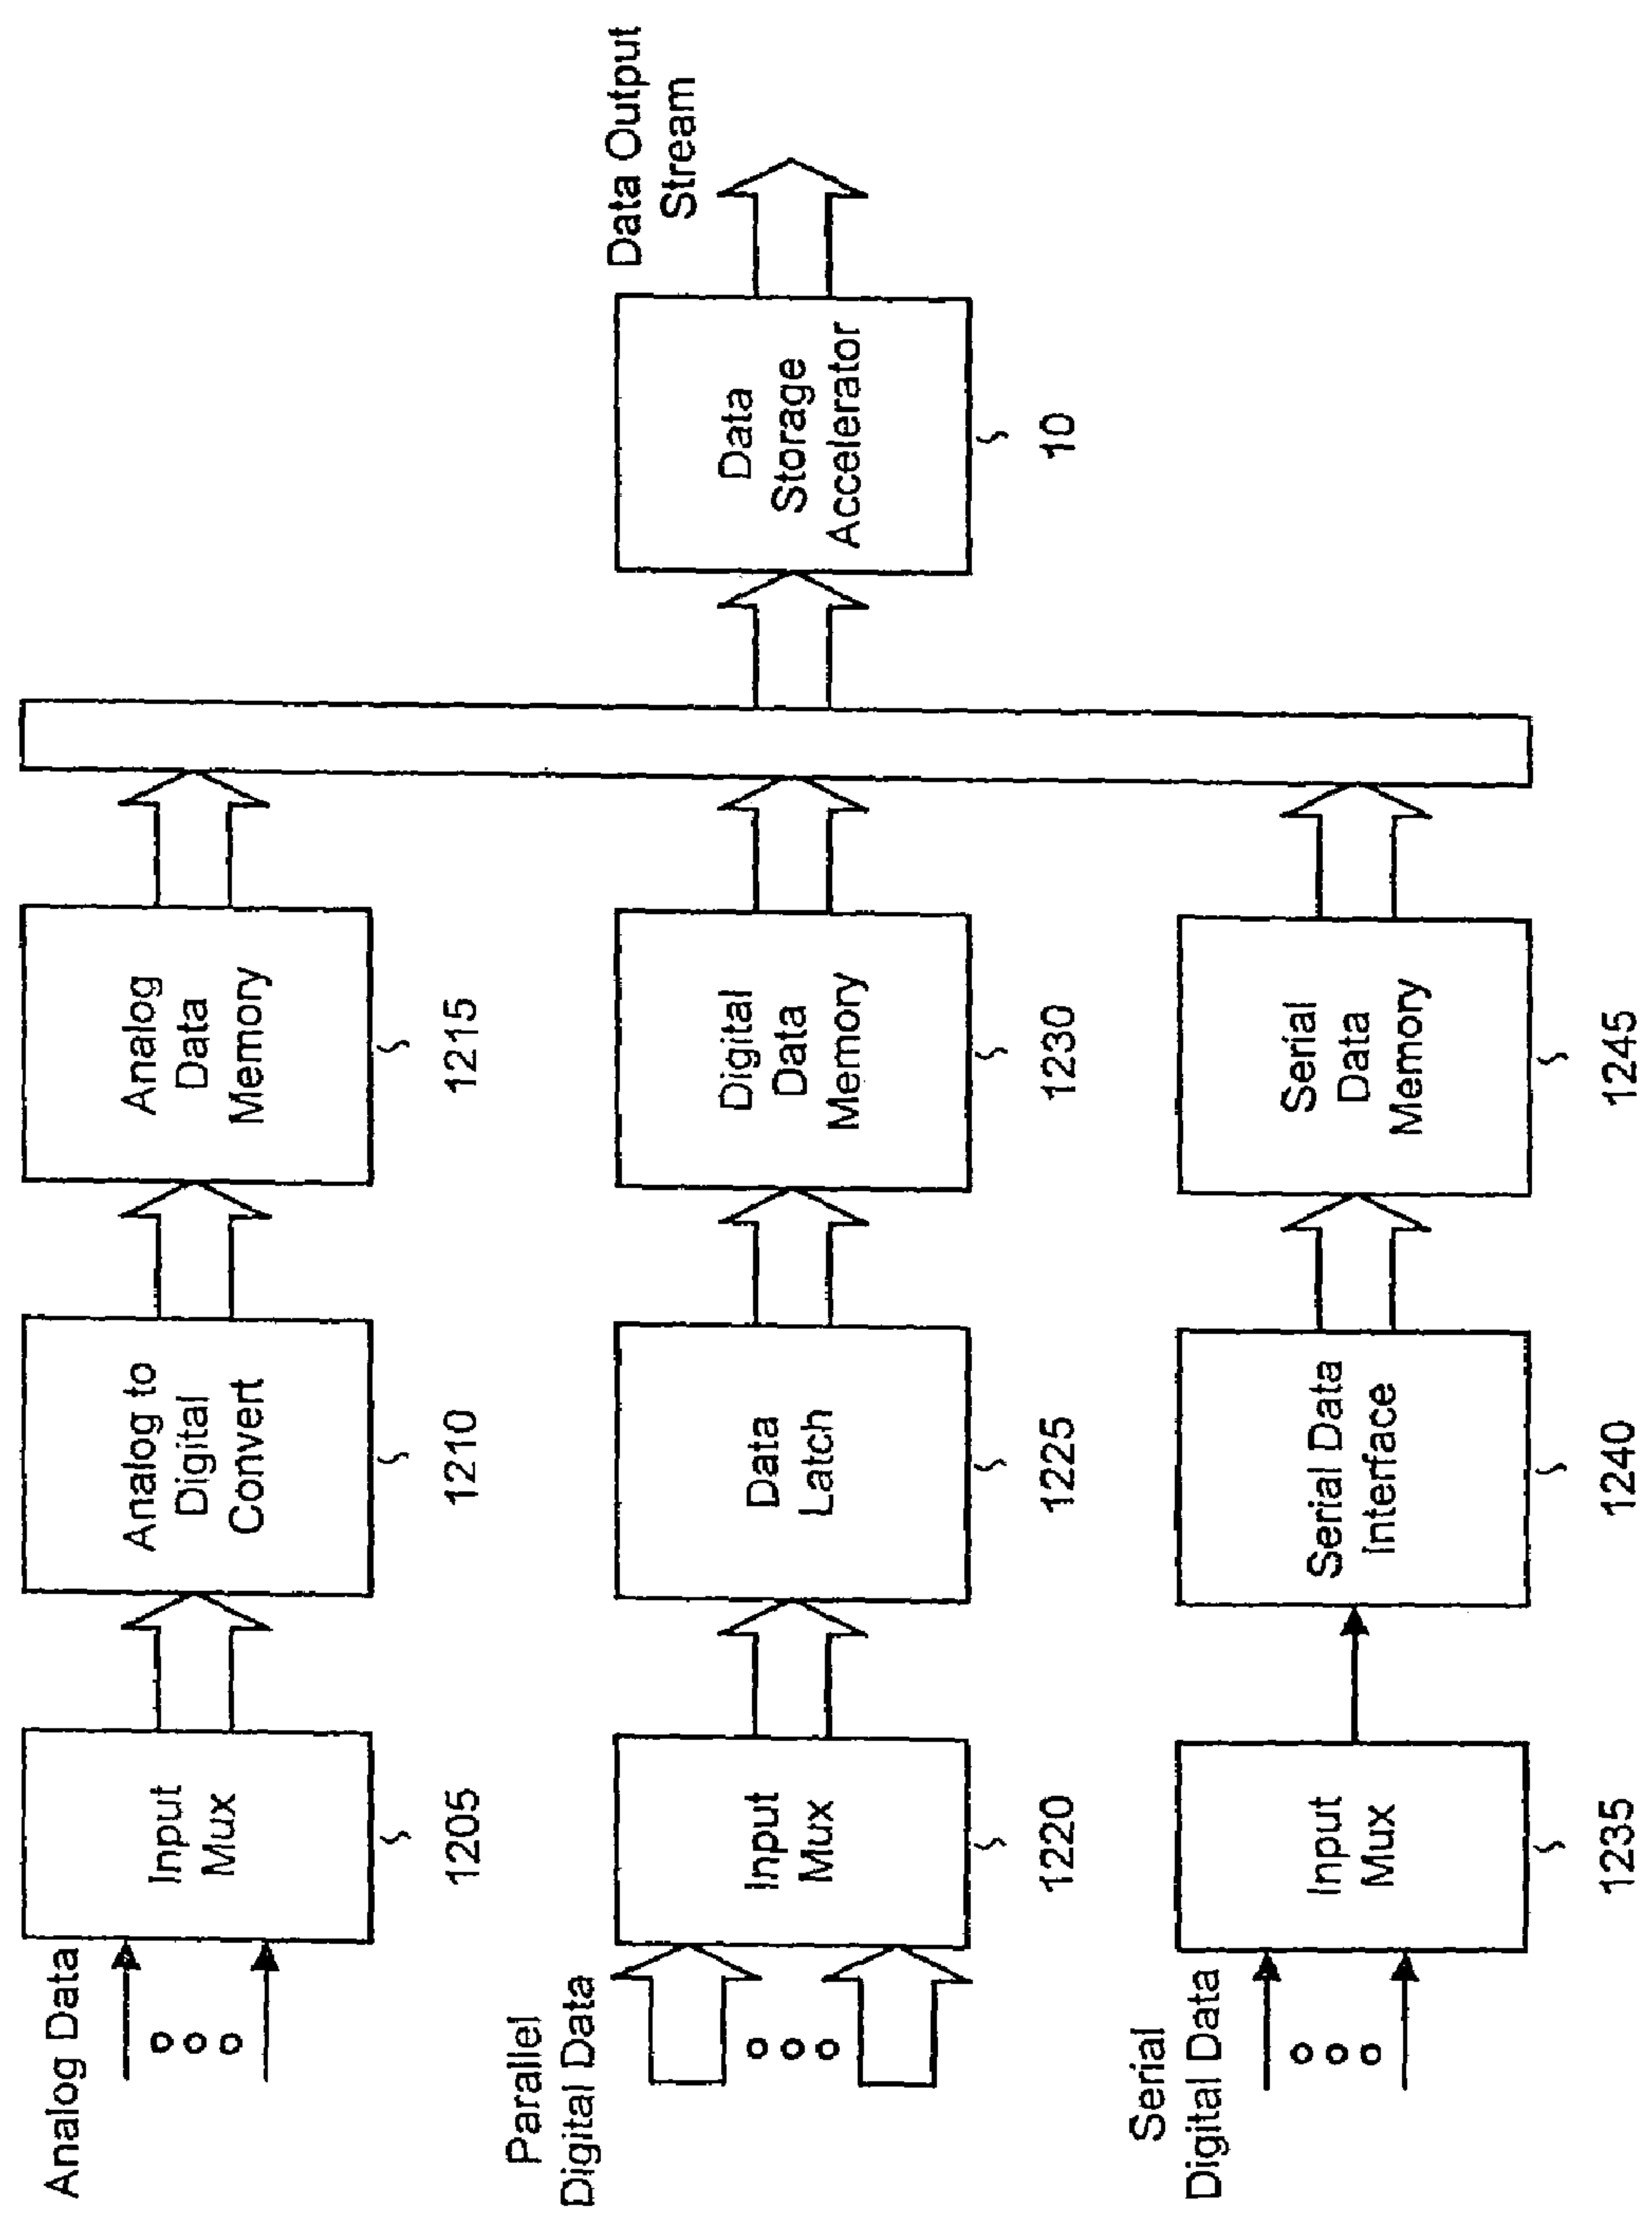 Analog Data
Input
Mux
1205
Analog to
Digital
Convert
1210
Analog
Data
Memory
1215
Parallel
Digital Data
Input
Mux
1220
Data
Latch
1225
Digital
Data
Memory
1230
Data
Storage
Accelerator
10
Data Output
Stream
Serial
Digital Data
Input
Mux
1235
Serial Data
Interface
1240
Serial
Data
Memory
1245